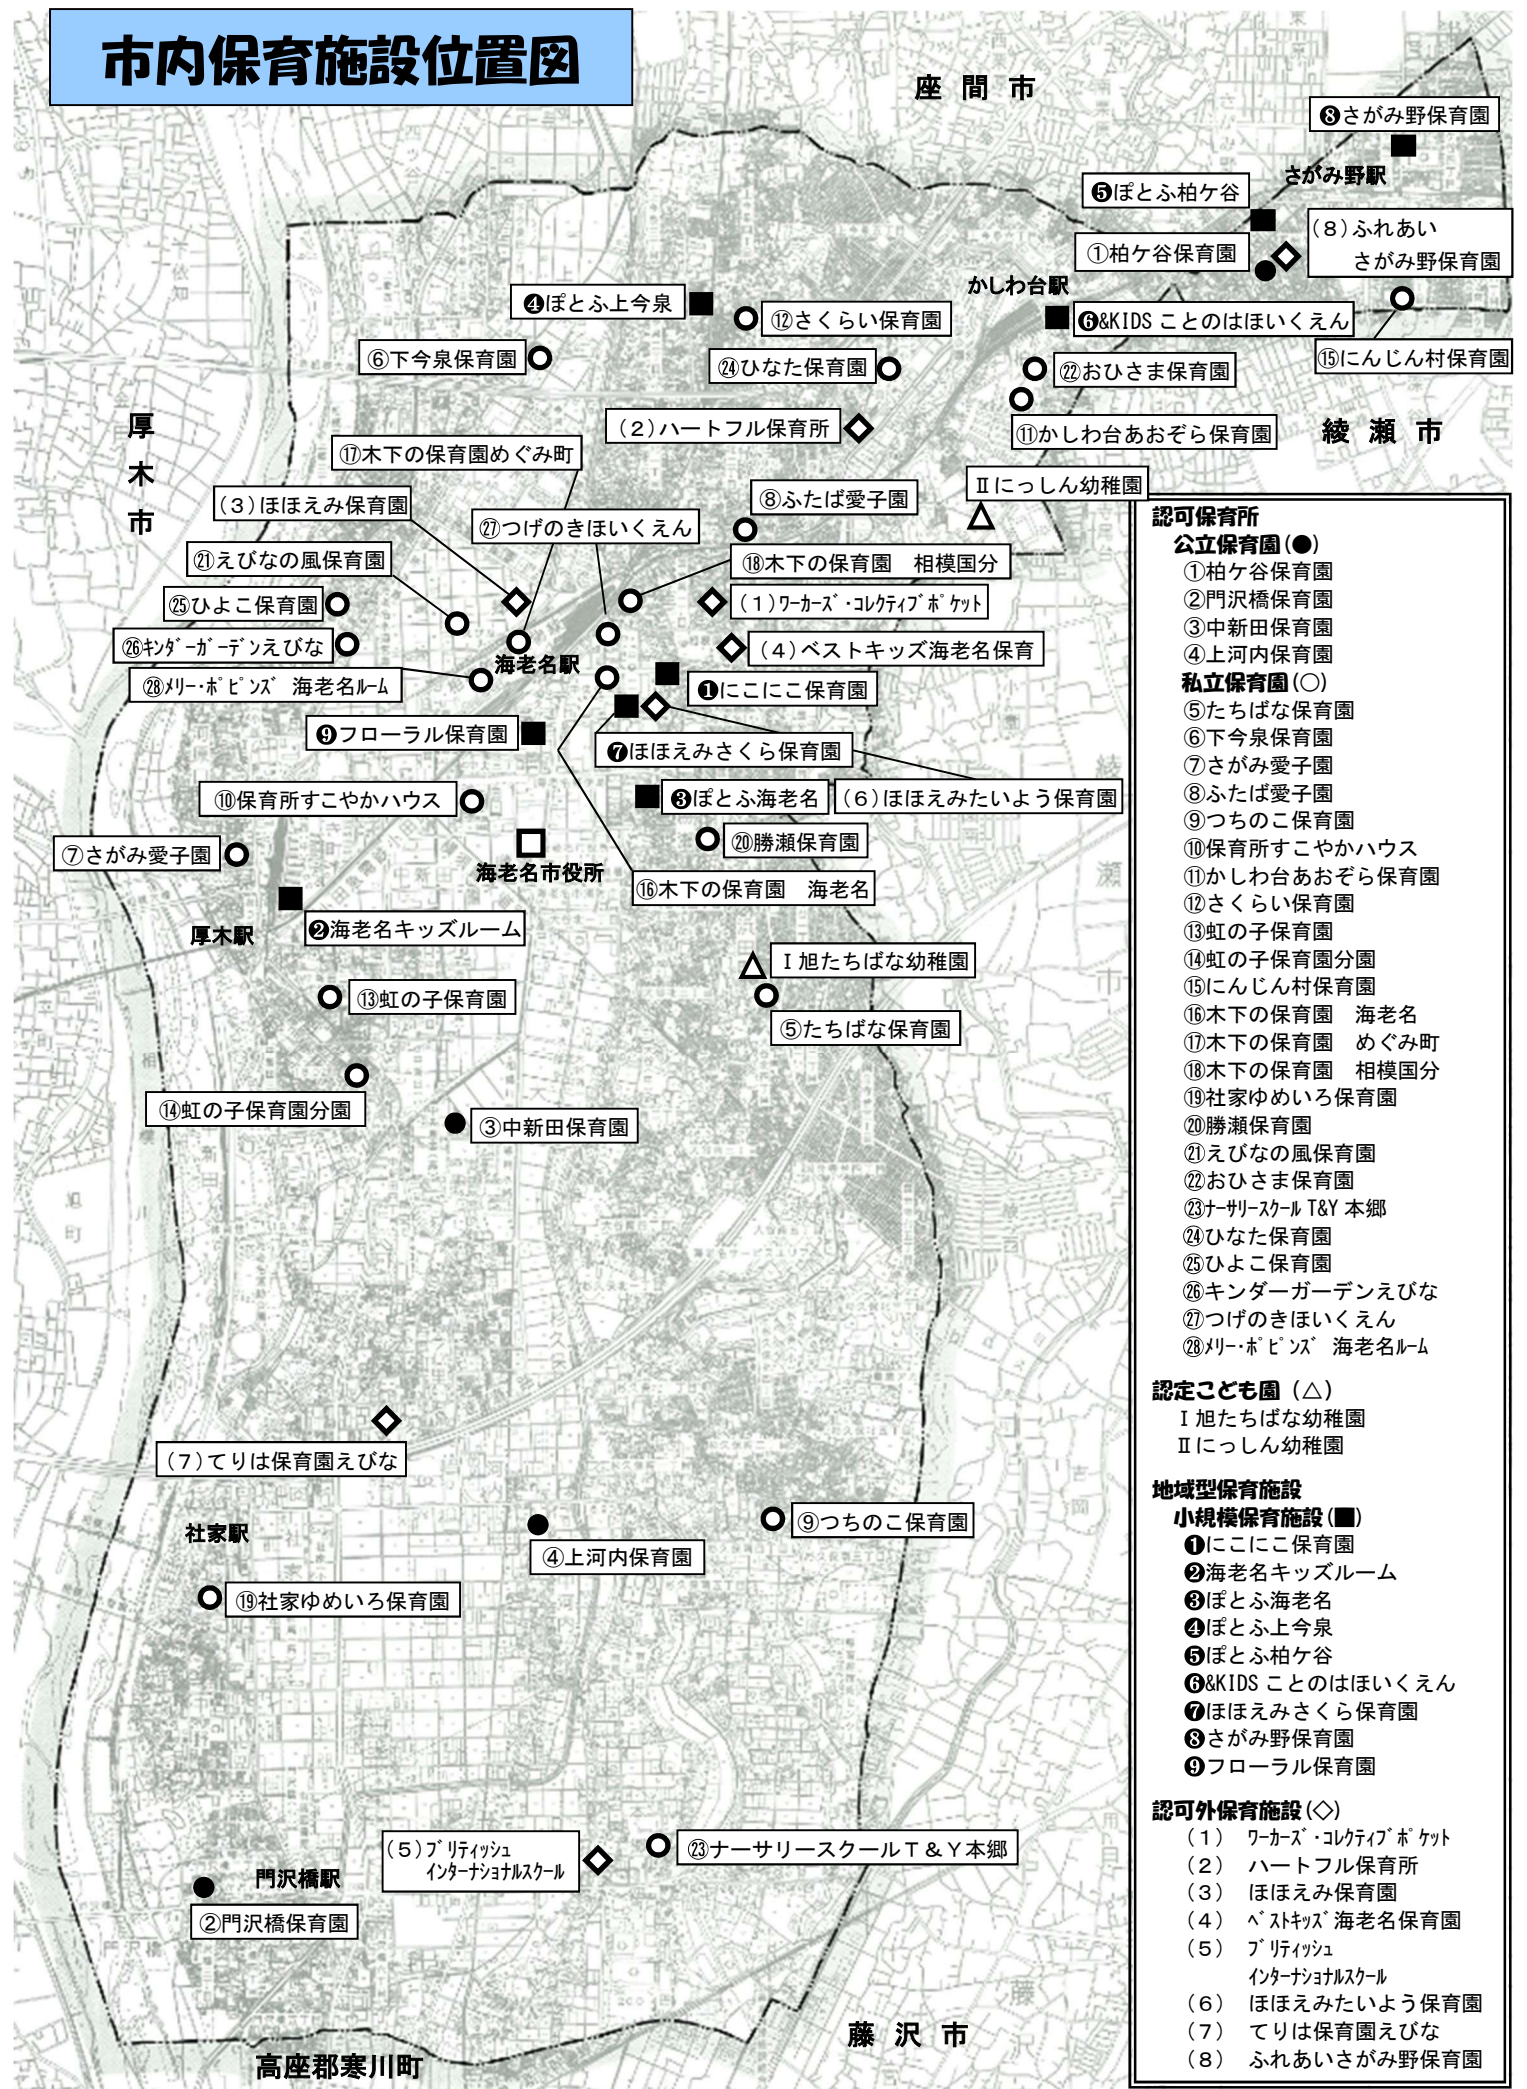 市内保育施設位置図
座間市
❽さがみ野保育園
さがみ野駅
❺ぽとふ柏ケ谷
①柏ケ谷保育園
(8)ふれあい
さがみ野保育園
かしわ台駅
❹ぽとふ上今泉
⑫さくらい保育園
❻&KIDS ことのはほいくえん
⑥下今泉保育園
㉔ひなた保育園
㉒おひさま保育園
⑮にんじん村保育園
厚木市
(2)ハートフル保育所
⑪かしわ台あおぞら保育園
綾瀬市
⑰木下の保育園めぐみ町
(3)ほほえみ保育園
⑧ふたば愛子園
Ⅱにっしん幼稚園
㉗つげのきほいくえん
㉑えびなの風保育園
⑱木下の保育園 相模国分
㉕ひよこ保育園
(1)ﾜｰｶｰｽﾞ･ｺﾚｸﾃｨﾌﾞﾎﾟｹｯﾄ
㉖ｷﾝﾀﾞｰｶﾞｰﾃﾞﾝえびな
(4)ベストキッズ海老名保育
海老名駅
㉘ﾒﾘｰ･ﾎﾟﾋﾟﾝｽﾞ 海老名ﾙｰﾑ
❶にこにこ保育園
❾フローラル保育園
❼ほほえみさくら保育園
⑩保育所すこやかハウス
❸ぽとふ海老名
(6)ほほえみたいよう保育園
⑦さがみ愛子園
⑳勝瀬保育園
海老名市役所
⑯木下の保育園 海老名
厚木駅
❷海老名キッズルーム
Ⅰ旭たちばな幼稚園
⑬虹の子保育園
⑤たちばな保育園
⑭虹の子保育園分園
③中新田保育園
(7)てりは保育園えびな
社家駅
⑨つちのこ保育園
④上河内保育園
⑲社家ゆめいろ保育園
(5)ﾌﾞﾘﾃｨｯｼｭ
ｲﾝﾀｰﾅｼｮﾅﾙｽｸｰﾙ
㉓ナーサリースクールT＆Y本郷
門沢橋駅
②門沢橋保育園
藤沢市
高座郡寒川町
認可保育所
公立保育園(●)
①柏ケ谷保育園
②門沢橋保育園
③中新田保育園
④上河内保育園
私立保育園(○)
⑤たちばな保育園
⑥下今泉保育園
⑦さがみ愛子園
⑧ふたば愛子園
⑨つちのこ保育園
⑩保育所すこやかハウス
⑪かしわ台あおぞら保育園
⑫さくらい保育園
⑬虹の子保育園
⑭虹の子保育園分園
⑮にんじん村保育園
⑯木下の保育園 海老名
⑰木下の保育園 めぐみ町
⑱木下の保育園 相模国分
⑲社家ゆめいろ保育園
⑳勝瀬保育園
㉑えびなの風保育園
㉒おひさま保育園
㉓ﾅｰｻﾘｰｽｸｰﾙ T&Y 本郷
㉔ひなた保育園
㉕ひよこ保育園
㉖キンダーガーデンえびな
㉗つげのきほいくえん
㉘ﾒﾘｰ･ﾎﾟﾋﾟﾝｽﾞ 海老名ﾙｰﾑ
認定こども園 (△)
Ⅰ旭たちばな幼稚園
Ⅱにっしん幼稚園
地域型保育施設
小規模保育施設(■)
❶にこにこ保育園
❷海老名キッズルーム
❸ぽとふ海老名
❹ぽとふ上今泉
❺ぽとふ柏ケ谷
❻&KIDS ことのはほいくえん
❼ほほえみさくら保育園
❽さがみ野保育園
❾フローラル保育園
認可外保育施設(◇)
(1) ﾜｰｶｰｽﾞ･ｺﾚｸﾃｨﾌﾞﾎﾟｹｯﾄ
(2) ハートフル保育所
(3) ほほえみ保育園
(4) ﾍﾞｽﾄｷｯｽﾞ海老名保育園
(5) ﾌﾞﾘﾃｨｯｼｭ
ｲﾝﾀｰﾅｼｮﾅﾙｽｸｰﾙ
(6) ほほえみたいよう保育園
(7) てりは保育園えびな
(8) ふれあいさがみ野保育園